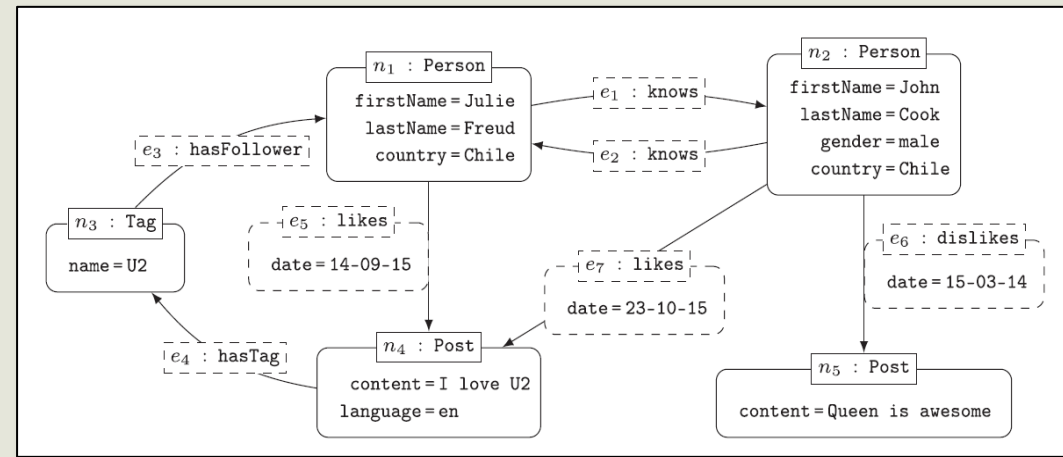 n₁ : Person
firstName = Julie
lastName = Freud
country = Chile
e₁ : knows
e₂ : knows
n₂ : Person
firstName = John
lastName = Cook
gender = male
country = Chile
e₃ : hasFollower
n₃ : Tag
name = U2
e₅ : likes
date = 14-09-15
e₇ : likes
date = 23-10-15
e₆ : dislikes
date = 15-03-14
e₄ : hasTag
n₄ : Post
content = I love U2
language = en
n₅ : Post
content = Queen is awesome